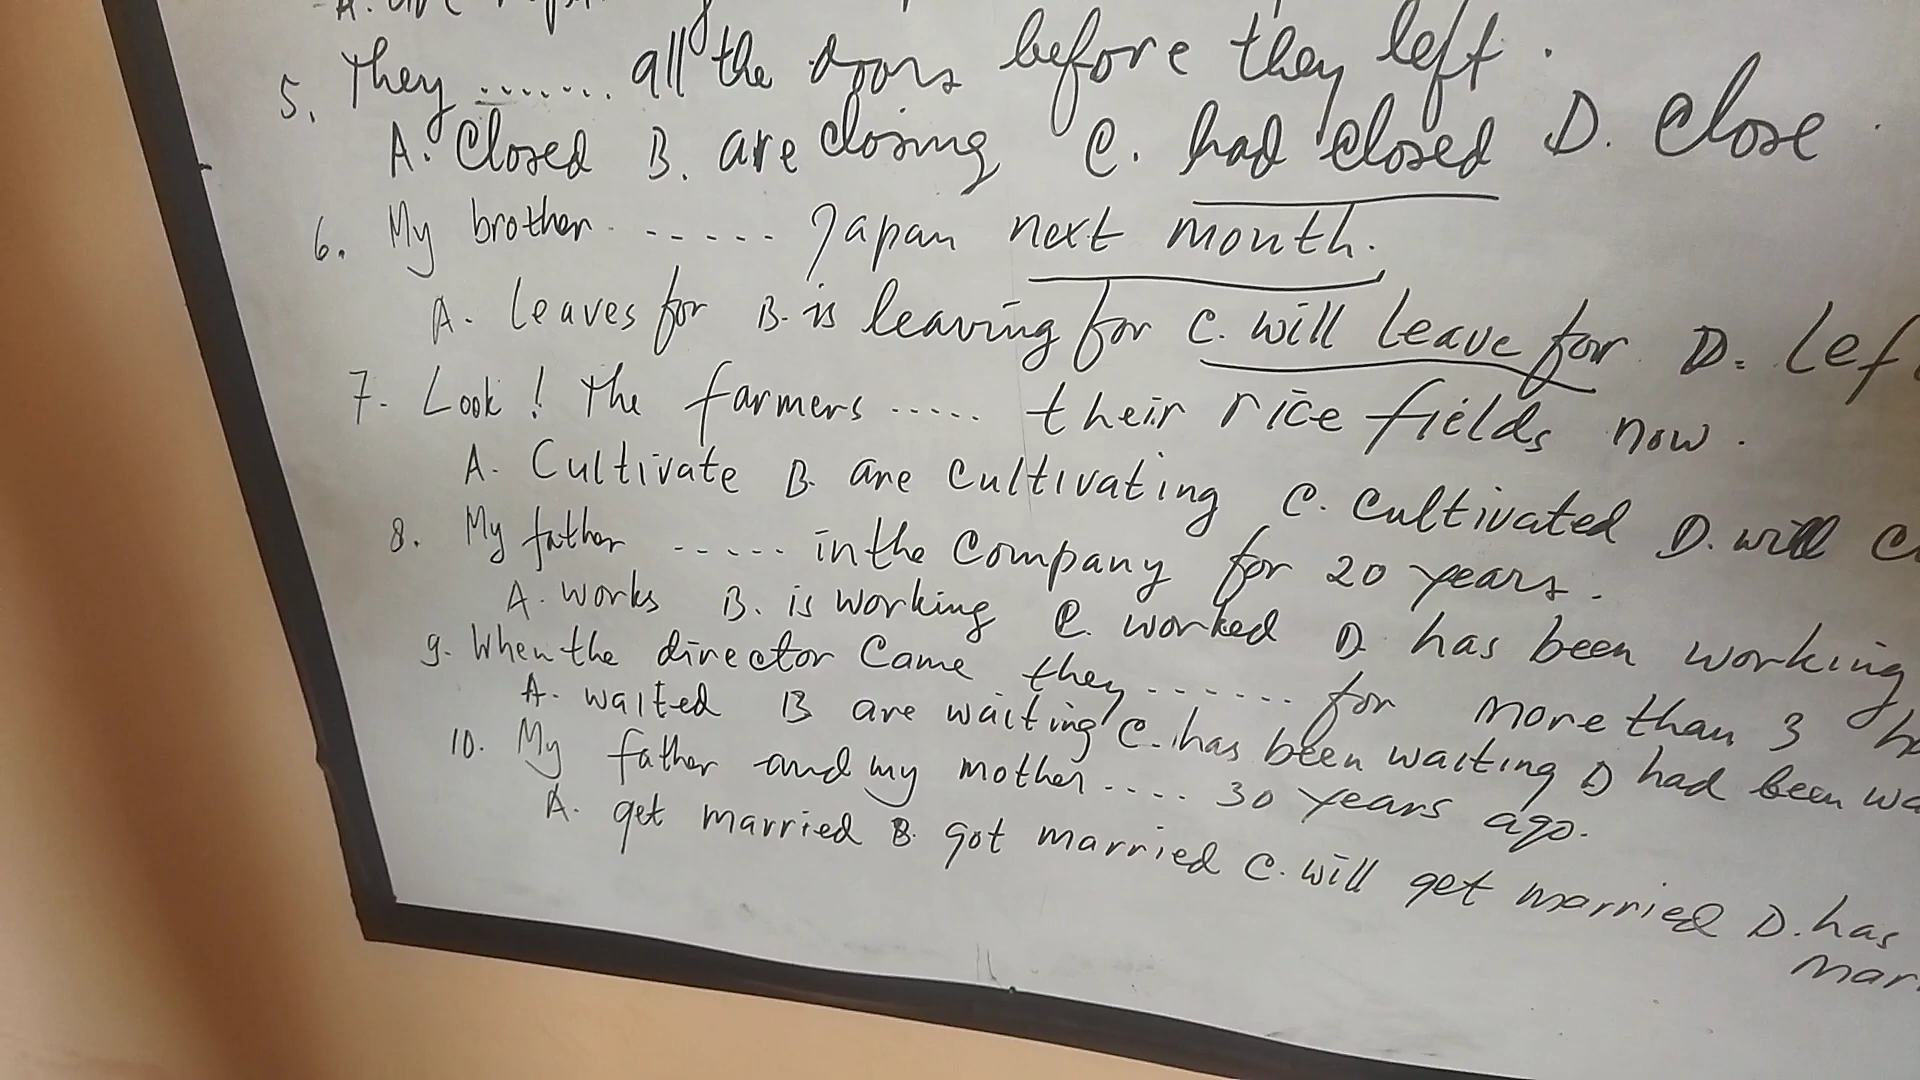 5. They ....... all the doors before they left.
A. Closed B. are closing C. had closed D. Close
6. My brother ----- Japan next month.
A. Leaves for B. is leaving for C. will leave for D. Lef
7. Look! The farmers ..... their rice fields now.
A. Cultivate B. are cultivating C. cultivated D. will c
8. My father ----- in the company for 20 years.
A. works B. is working C. worked D. has been working
9. When the director came they ------- for more than 3 ho
A. waited B are waiting C. has been waiting D had been wa
10. My father and my mother .... 30 years ago.
A. get married B. got married C. will get married D. has
marr